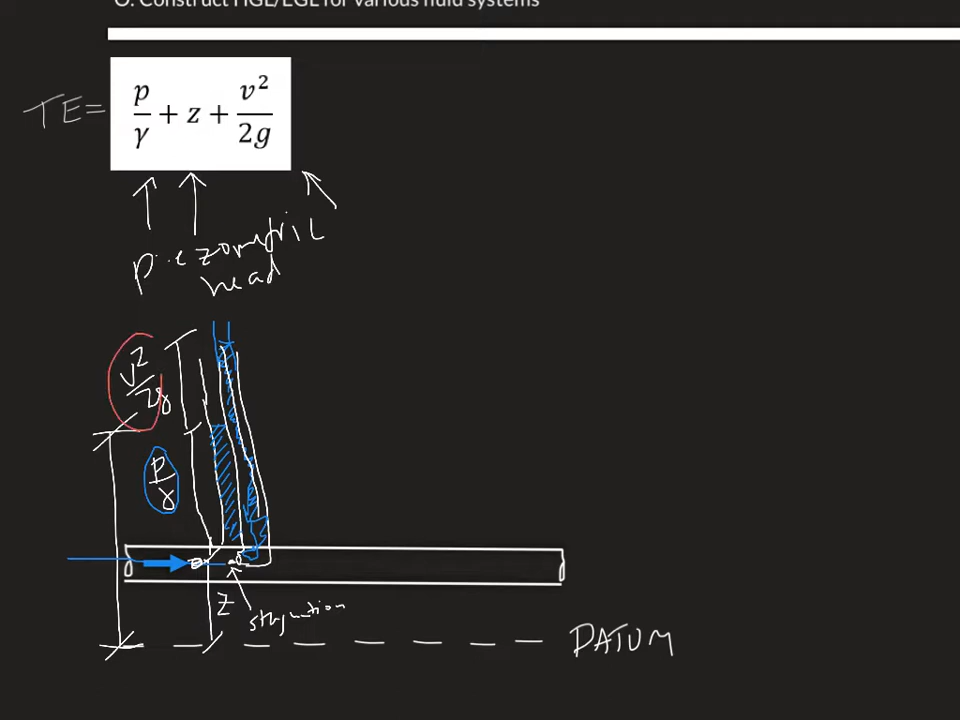 O. Construct HGL/EGL for various fluid systems
TE= p/γ + z + v²/2g
Piezometric
head
V²/2g
P/γ
Z
stagnation
DATUM